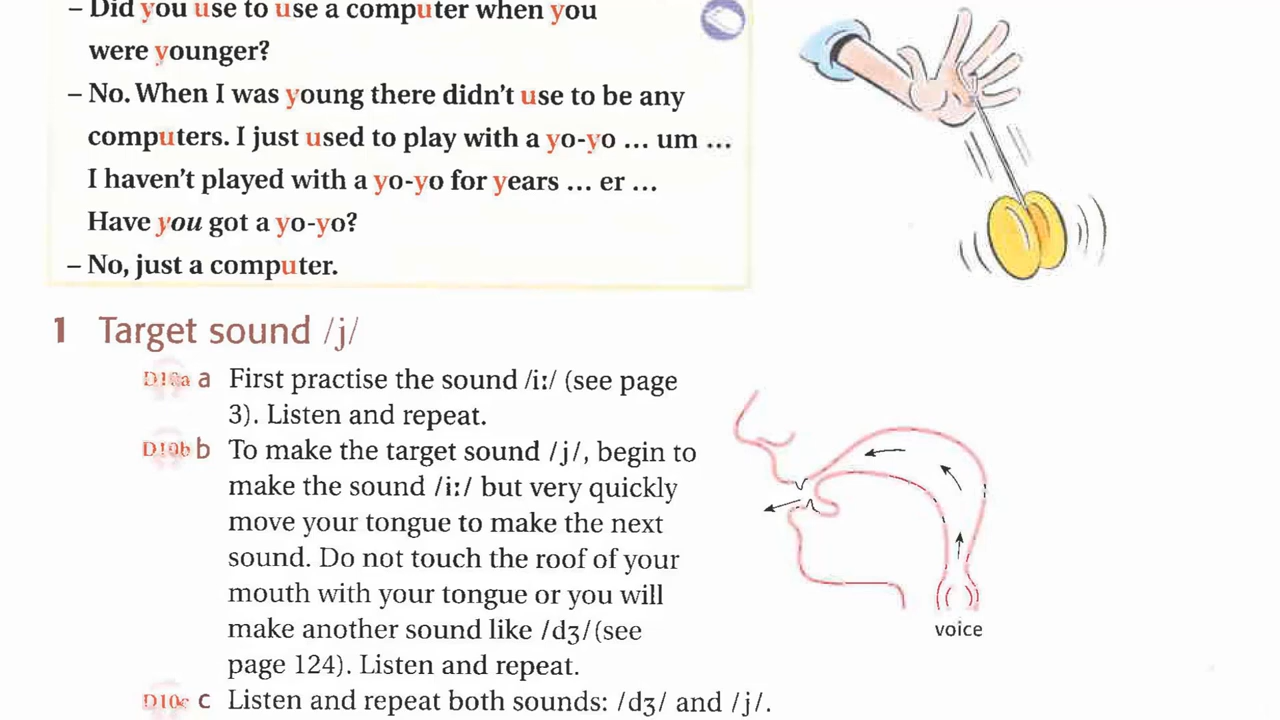 – Did you use to use a computer when you
were younger?
– No. When I was young there didn't use to be any
computers. I just used to play with a yo-yo ... um ...
I haven't played with a yo-yo for years ... er ...
Have you got a yo-yo?
– No, just a computer.
1 Target sound /j/
D10a a First practise the sound /iː/ (see page
3). Listen and repeat.
D10b b To make the target sound /j/, begin to
make the sound /iː/ but very quickly
move your tongue to make the next
sound. Do not touch the roof of your
mouth with your tongue or you will
make another sound like /dʒ/(see
page 124). Listen and repeat.
voice
D10c c Listen and repeat both sounds: /dʒ/ and /j/.